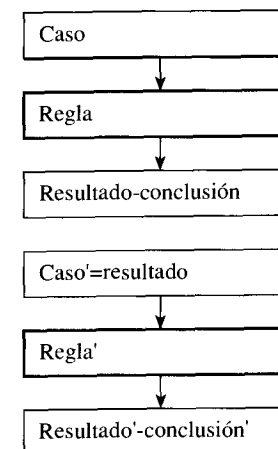 Caso
Regla
Resultado-conclusión
Caso'=resultado
Regla'
Resultado'-conclusión'